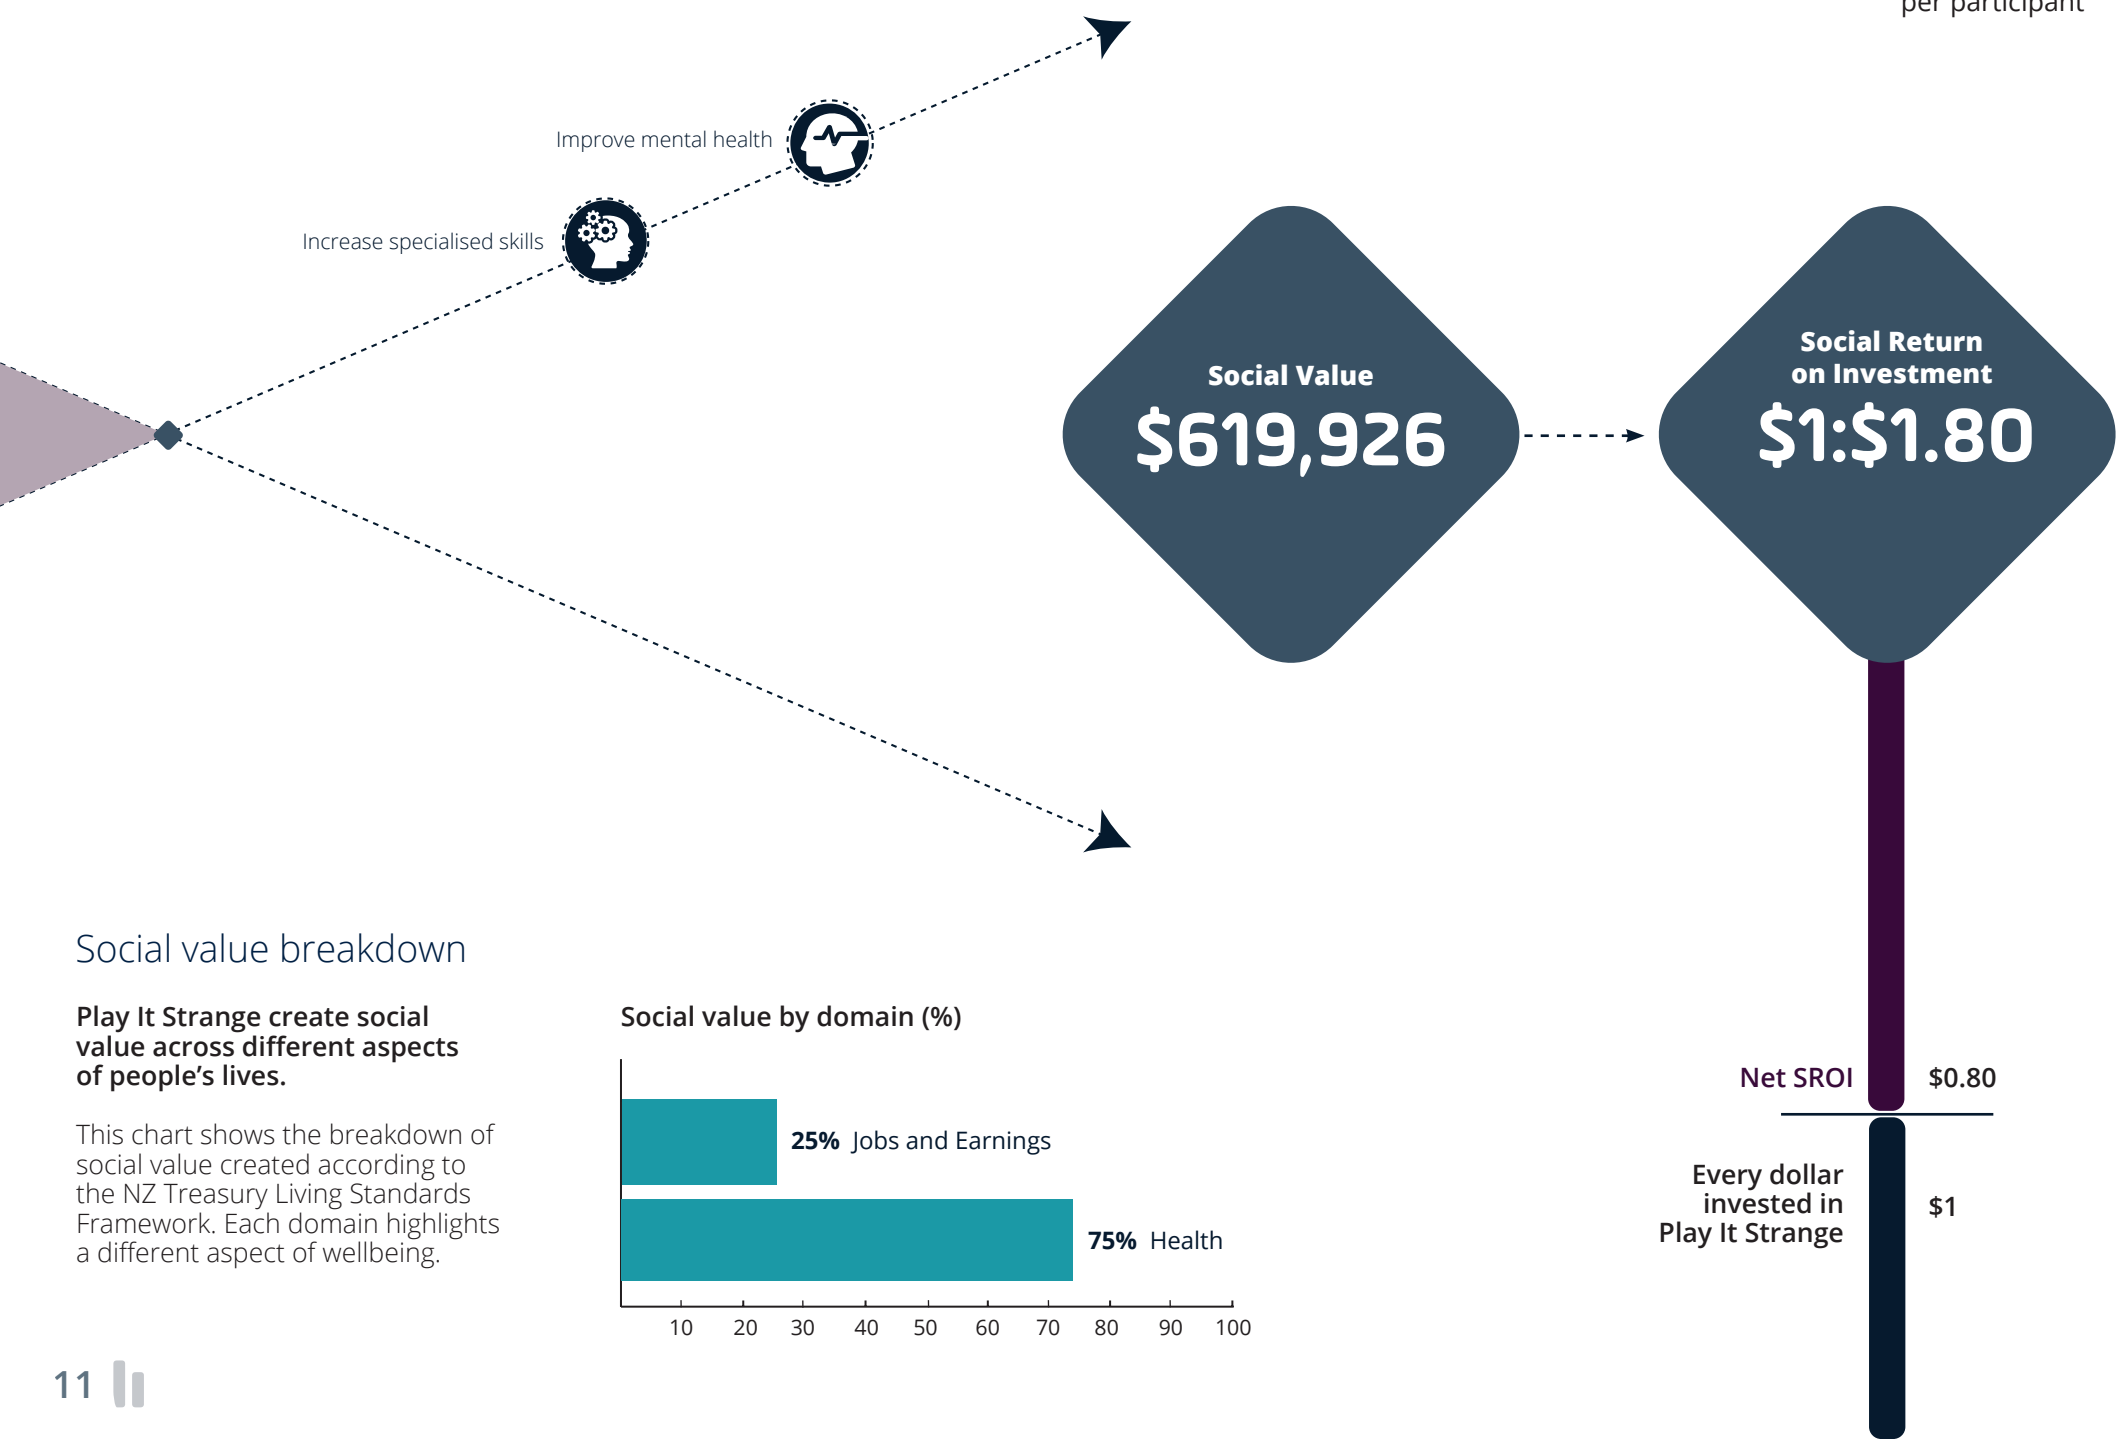 per participant
Improve mental health
Increase specialised skills
Social Value
$619,926
Social Return
on Investment
$1:$1.80
Social value breakdown
Play It Strange create social
value across different aspects
of people’s lives.
This chart shows the breakdown of
social value created according to
the NZ Treasury Living Standards
Framework. Each domain highlights
a different aspect of wellbeing.
Social value by domain (%)
25% Jobs and Earnings
75% Health
10 20 30 40 50 60 70 80 90 100
Net SROI $0.80
Every dollar
invested in
Play It Strange
$1
11